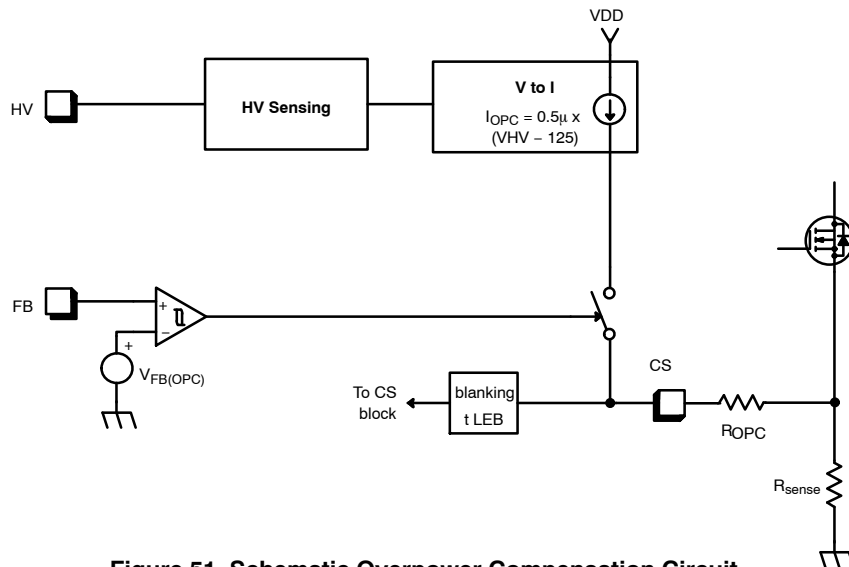 VDD
HV
HV Sensing
V to I
IOPC = 0.5μ x
(VHV − 125)
FB
+
−
+
VFB(OPC)
CS
To CS
block
blanking
t LEB
ROPC
Rsense
Figure 51. Schematic Overpower Compensation Circuit